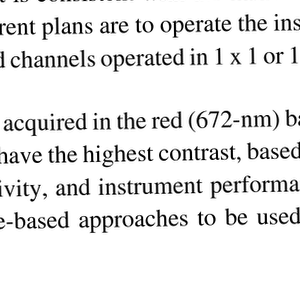 rent plans are to operate the ins
channels operated in 1 x 1 or 1
acquired in the red (672-nm) ba
have the highest contrast, based
ivity, and instrument performa
e-based approaches to be used